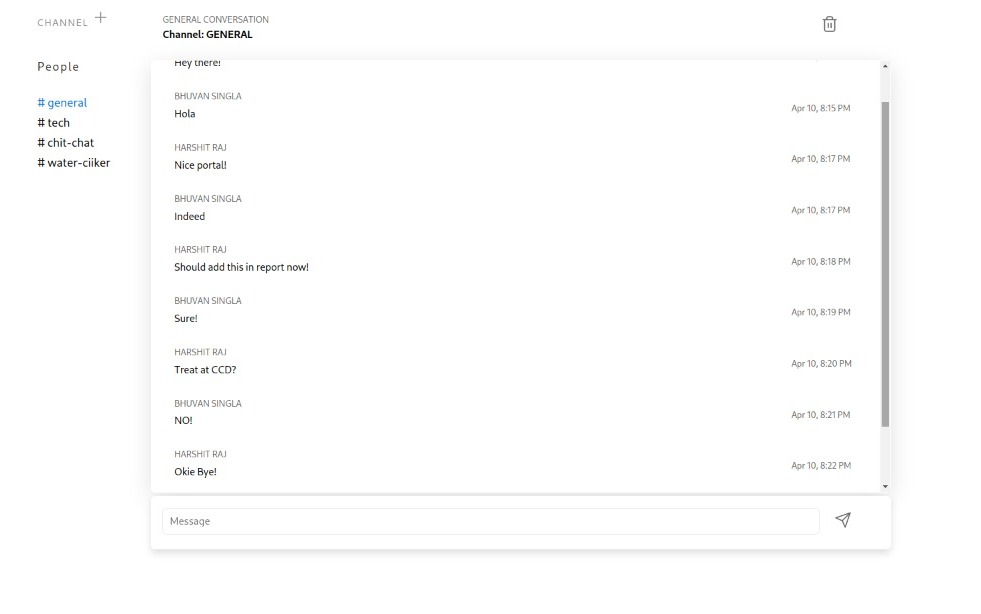 CHANNEL +
People
# general
# tech
# chit-chat
# water-ciiker
GENERAL CONVERSATION
Channel: GENERAL
Hey there!
BHUVAN SINGLA
Hola
Apr 10, 8:15 PM
HARSHIT RAJ
Nice portal!
Apr 10, 8:17 PM
BHUVAN SINGLA
Indeed
Apr 10, 8:17 PM
HARSHIT RAJ
Should add this in report now!
Apr 10, 8:18 PM
BHUVAN SINGLA
Sure!
Apr 10, 8:19 PM
HARSHIT RAJ
Treat at CCD?
Apr 10, 8:20 PM
BHUVAN SINGLA
NO!
Apr 10, 8:21 PM
HARSHIT RAJ
Okie Bye!
Apr 10, 8:22 PM
Message